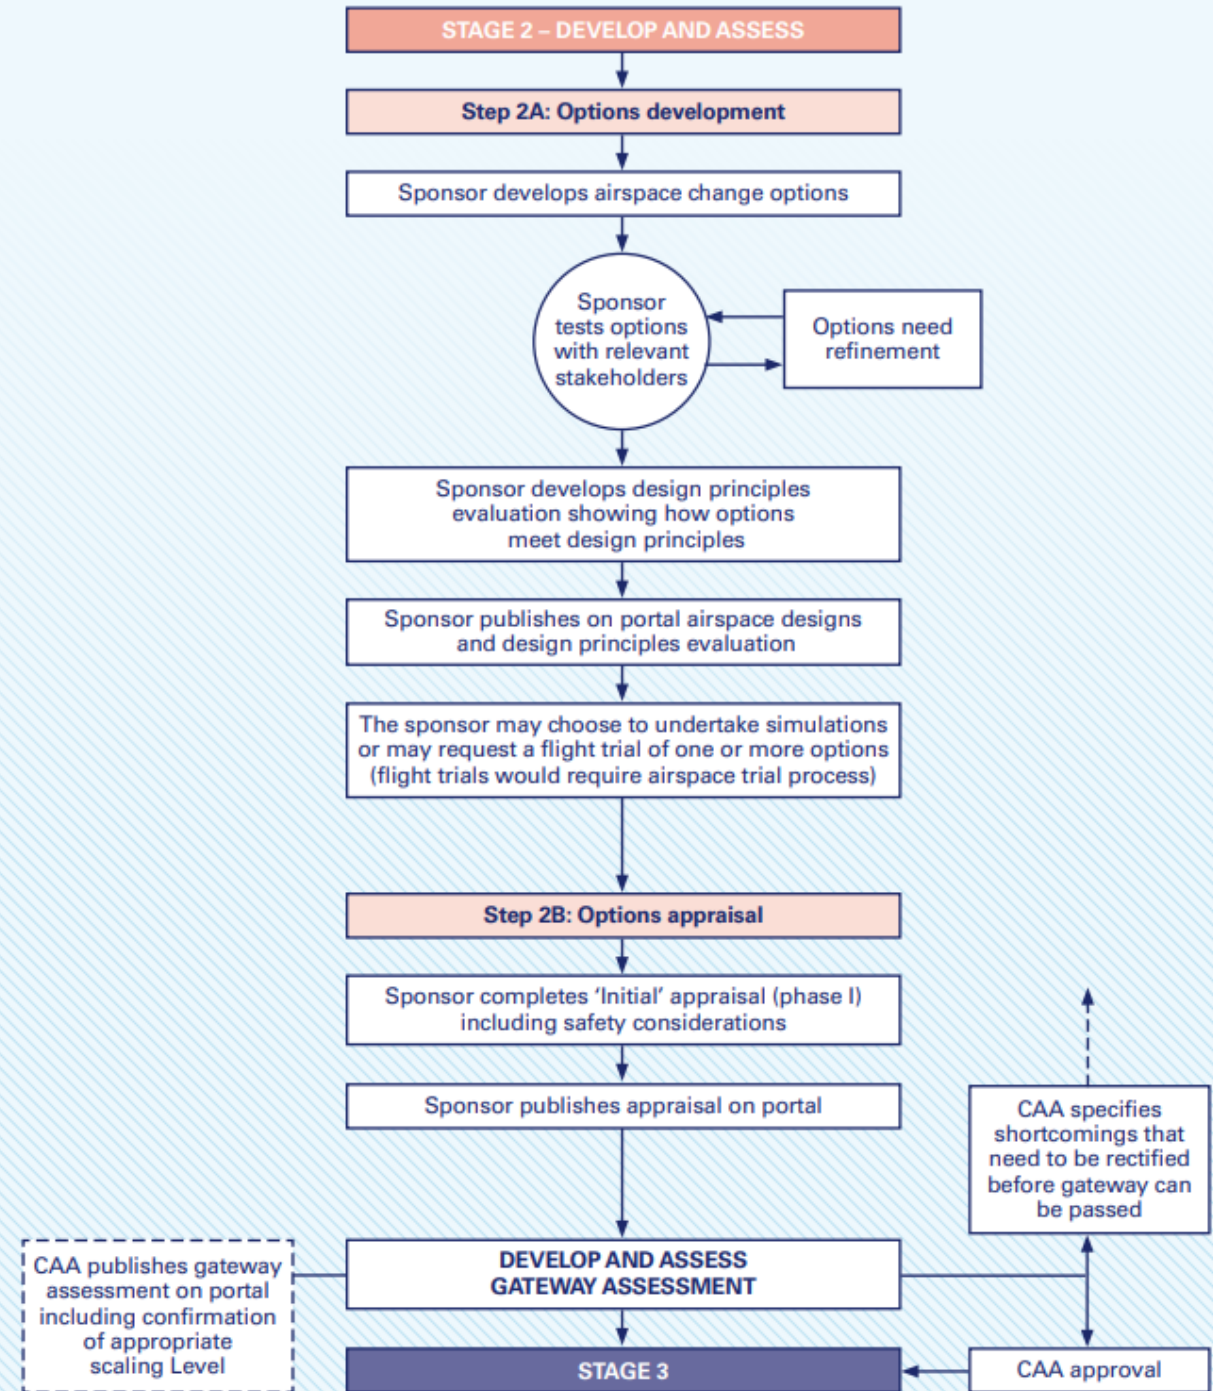 STAGE 2 – DEVELOP AND ASSESS
Step 2A: Options development
Sponsor develops airspace change options
Sponsor
tests options
with relevant
stakeholders
Options need
refinement
Sponsor develops design principles
evaluation showing how options
meet design principles
Sponsor publishes on portal airspace designs
and design principles evaluation
The sponsor may choose to undertake simulations
or may request a flight trial of one or more options
(flight trials would require airspace trial process)
Step 2B: Options appraisal
Sponsor completes ‘Initial’ appraisal (phase I)
including safety considerations
Sponsor publishes appraisal on portal
CAA specifies
shortcomings that
need to be rectified
before gateway can
be passed
CAA publishes gateway
assessment on portal
including confirmation
of appropriate
scaling Level
DEVELOP AND ASSESS
GATEWAY ASSESSMENT
STAGE 3
CAA approval